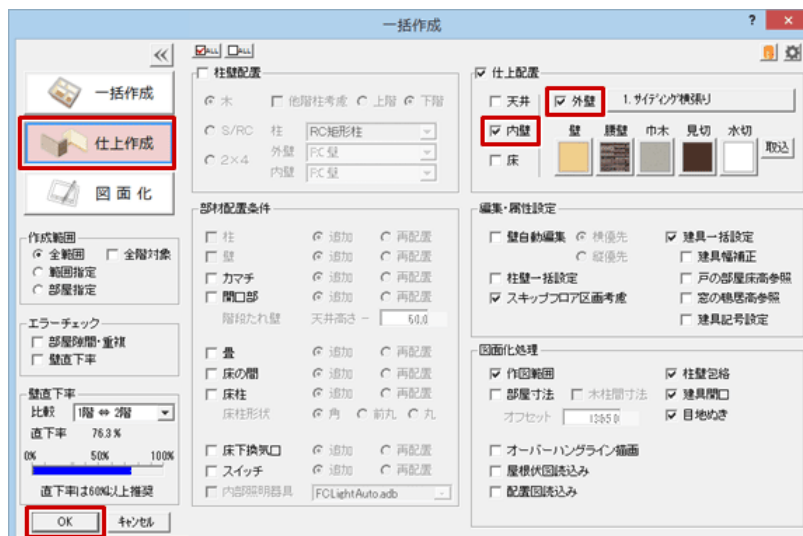 一括作成
?
ALL ALL
一括作成
仕上作成
図面化
作成範囲
全範囲 全階対象
範囲指定
部屋指定
エラーチェック
部屋隙間・重複
壁直下率
壁直下率
比較 1階 ⇔ 2階
直下率 76.3%
0% 50% 100%
直下率は60%以上推奨
OK キャンセル
柱壁配置
木 他階柱考慮 上階 下階
S/RC 柱 RC矩形柱
2×4 外壁 RC壁
内壁 RC壁
部材配置条件
柱 追加 再配置
壁 追加 再配置
カマチ 追加 再配置
開口部 追加 再配置
階段たれ壁 天井高さ - 50.0
畳 追加 再配置
床の間 追加 再配置
床柱 追加 再配置
床柱形状 角 前丸 丸
床下換気口 追加 再配置
スイッチ 追加 再配置
内部照明器具 FCLightAuto.adb
仕上配置
天井 外壁 1. サイディング横張り
内壁 壁 腰壁 巾木 見切 水切
床 取込
編集・属性設定
壁自動編集 横優先 建具一括設定
縦優先 建具幅補正
柱壁一括設定 戸の部屋床高参照
スキップフロア区画考慮 窓の鴨居高参照
建具記号設定
図面化処理
作図範囲 柱壁包絡
部屋寸法 木柱間寸法 建具開口
オフセット 1365.0 目地ぬき
オーバーハングライン描画
屋根伏図読込み
配置図読込み